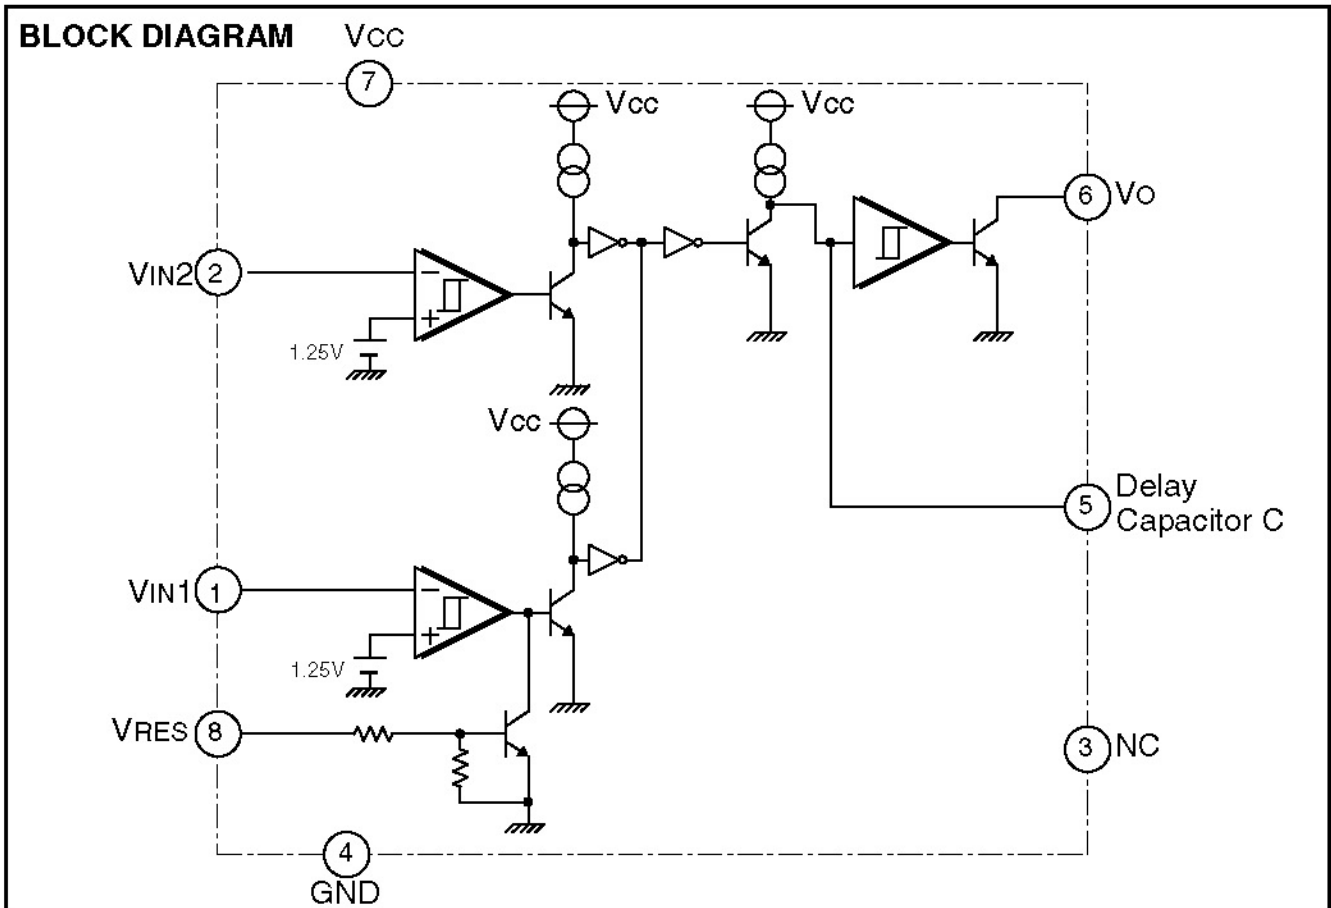 BLOCK DIAGRAM
VCC
7
VCC
VCC
6 VO
VIN2 2
−
+
1.25V
VCC
5 Delay
Capacitor C
VIN1 1
−
+
1.25V
VRES 8
3 NC
4
GND